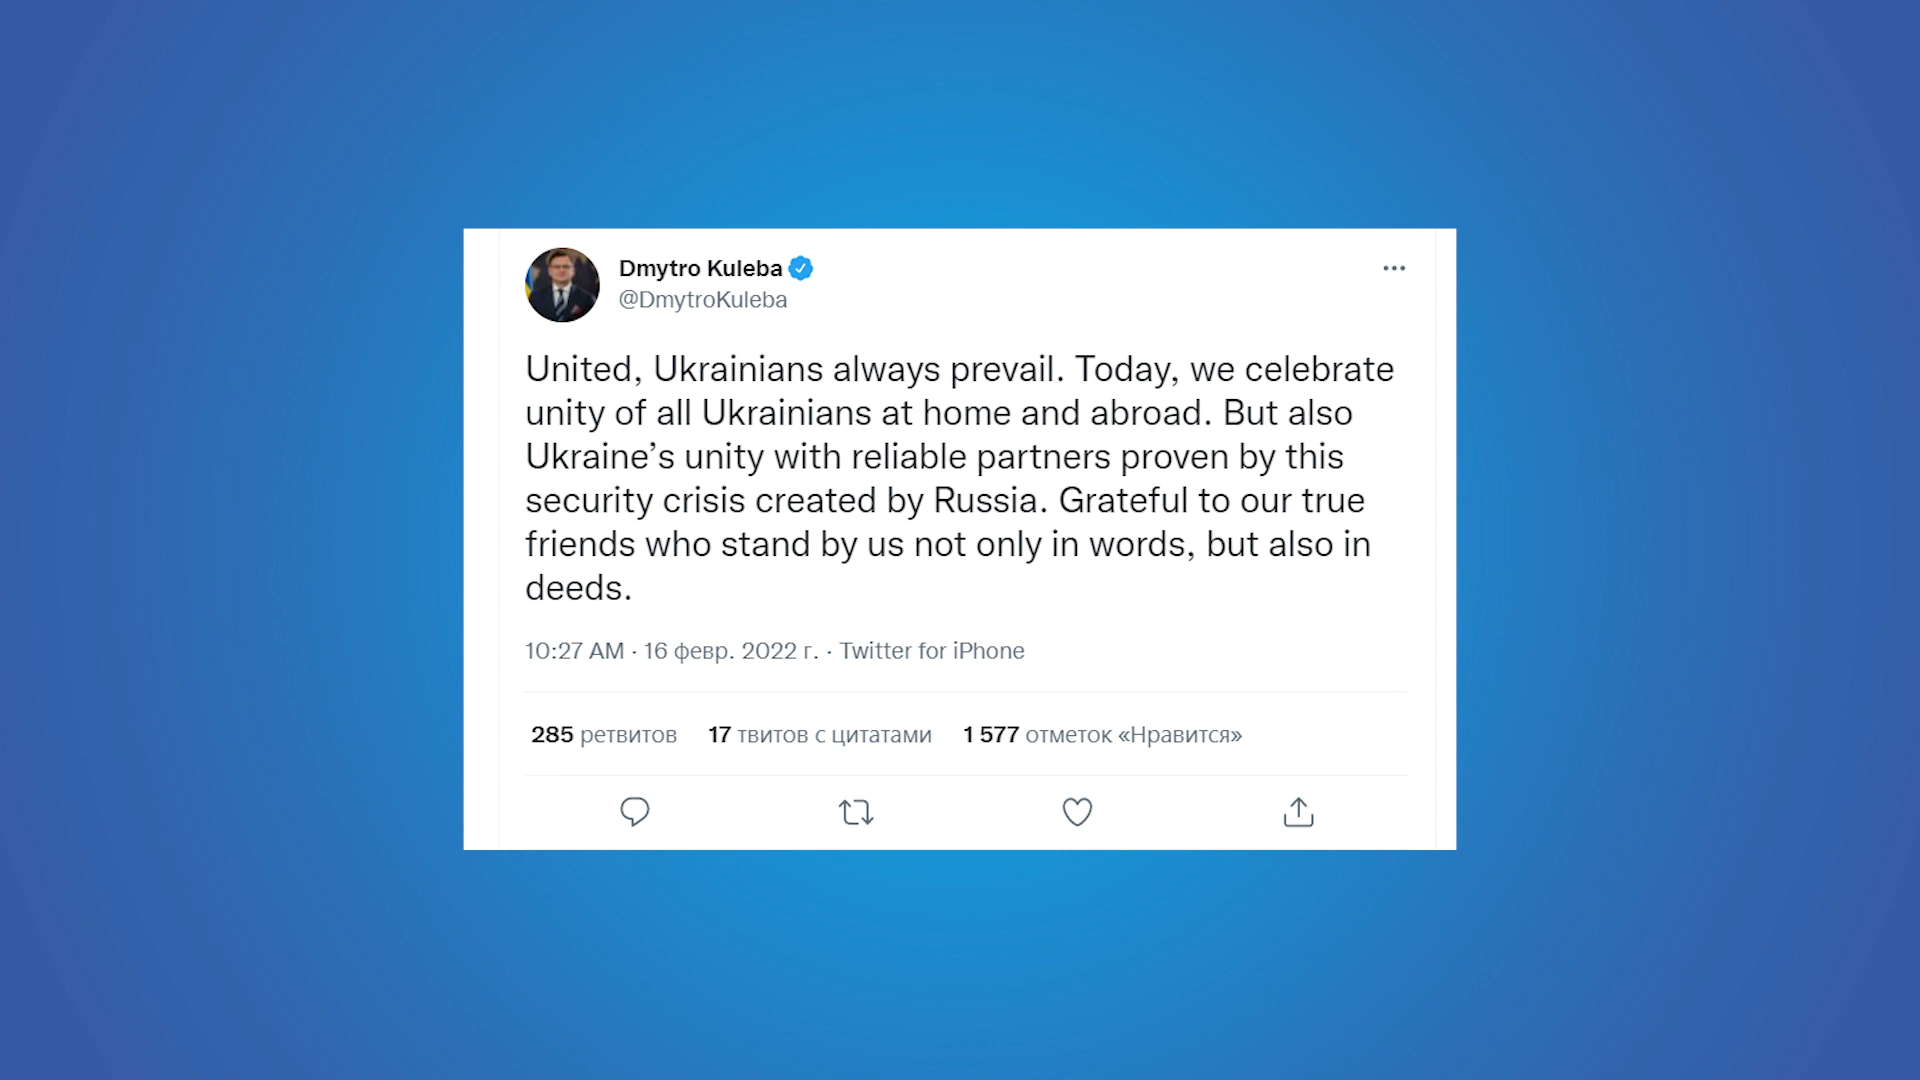 Dmytro Kuleba
@DmytroKuleba
United, Ukrainians always prevail. Today, we celebrate
unity of all Ukrainians at home and abroad. But also
Ukraine’s unity with reliable partners proven by this
security crisis created by Russia. Grateful to our true
friends who stand by us not only in words, but also in
deeds.
10:27 AM · 16 февр. 2022 г. · Twitter for iPhone
285 ретвитов 17 твитов с цитатами 1 577 отметок «Нравится»